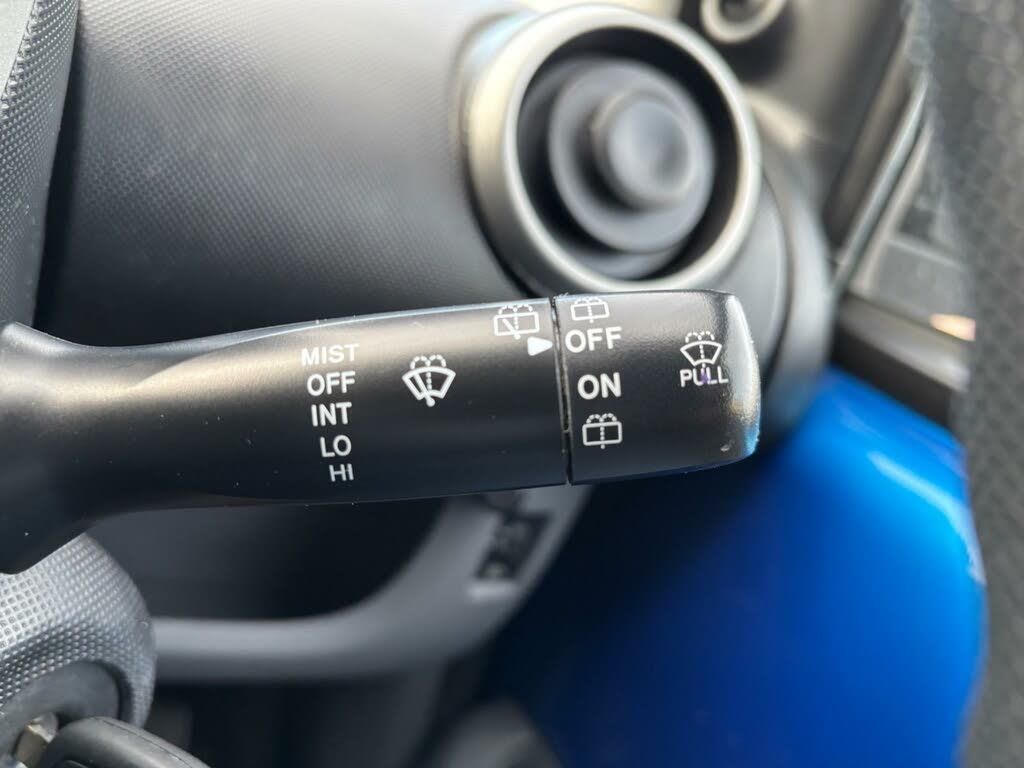 MIST
OFF
INT
LO
HI
OFF
ON
PULL